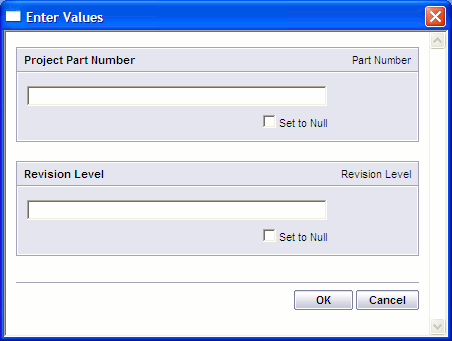 Enter Values
Project Part Number Part Number
Set to Null
Revision Level Revision Level
Set to Null
OK Cancel